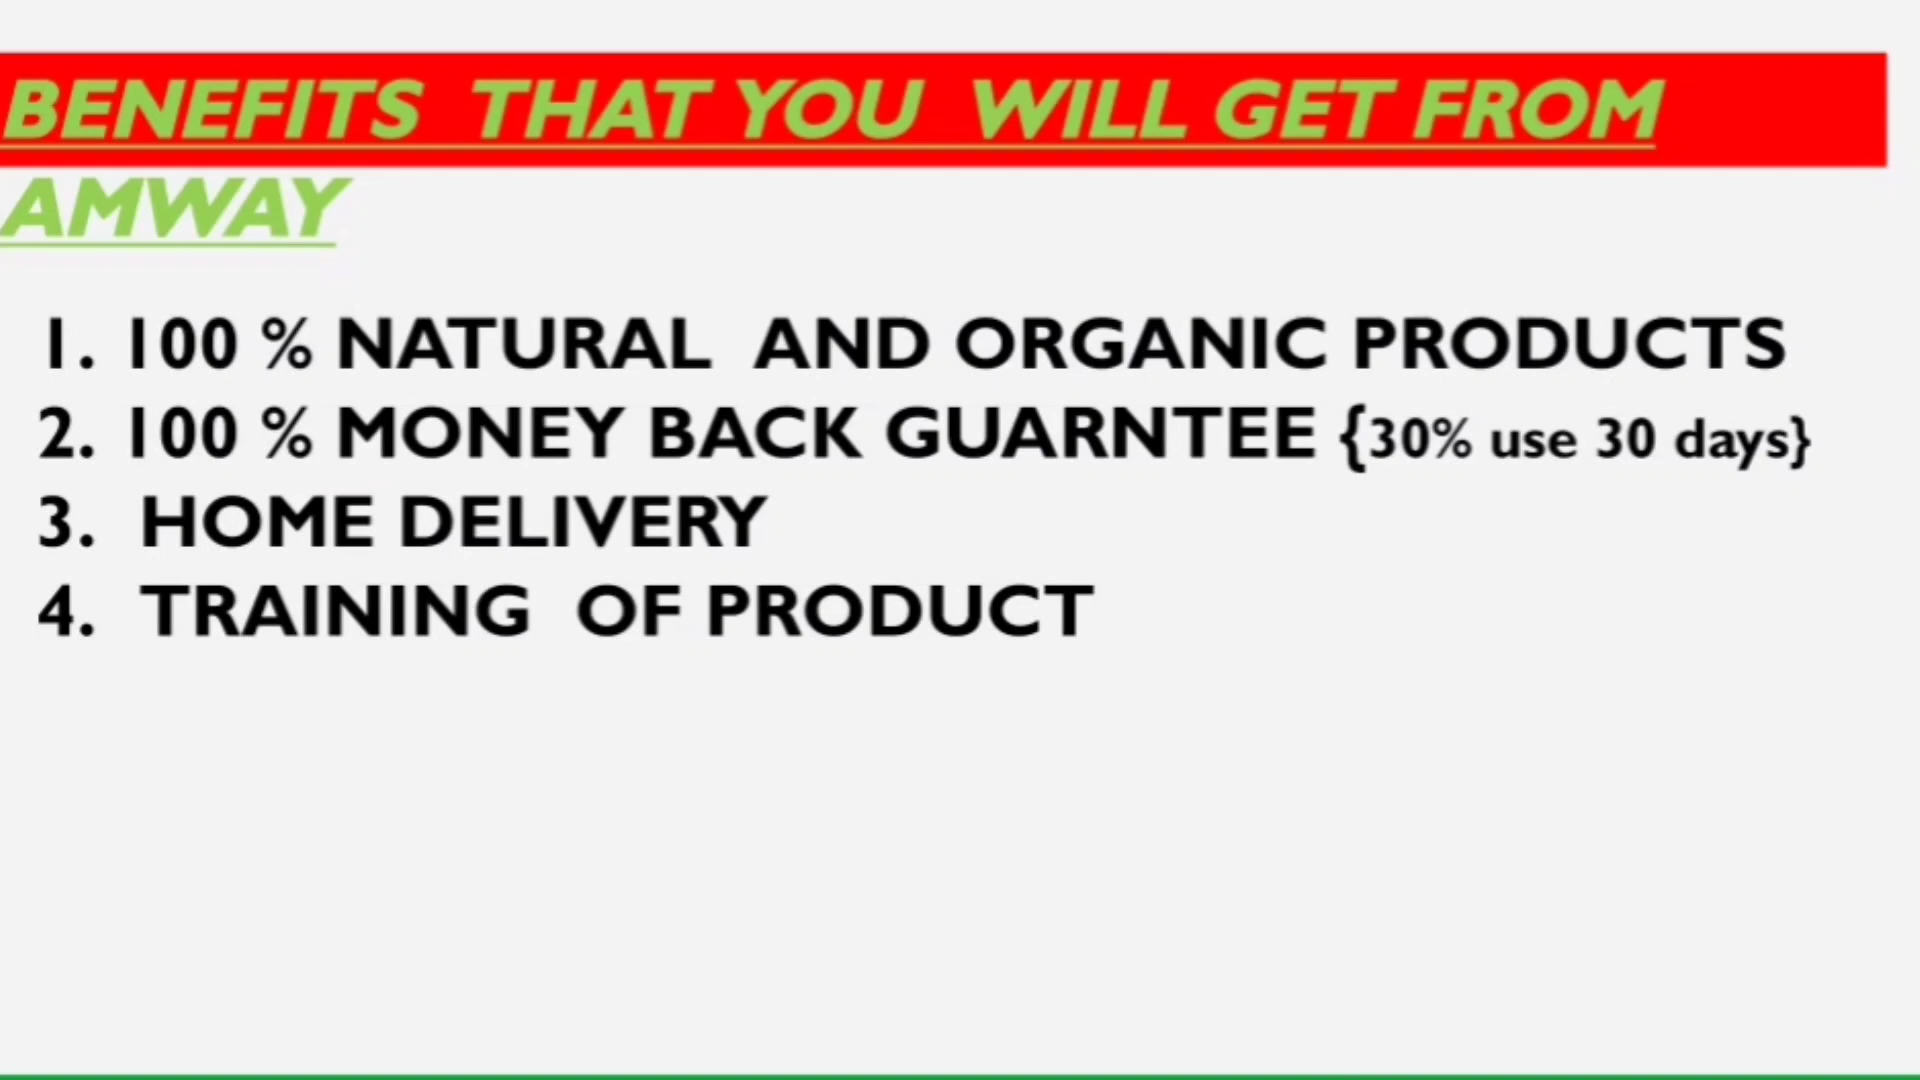 BENEFITS THAT YOU WILL GET FROM
AMWAY
1. 100 % NATURAL AND ORGANIC PRODUCTS
2. 100 % MONEY BACK GUARNTEE {30% use 30 days}
3. HOME DELIVERY
4. TRAINING OF PRODUCT